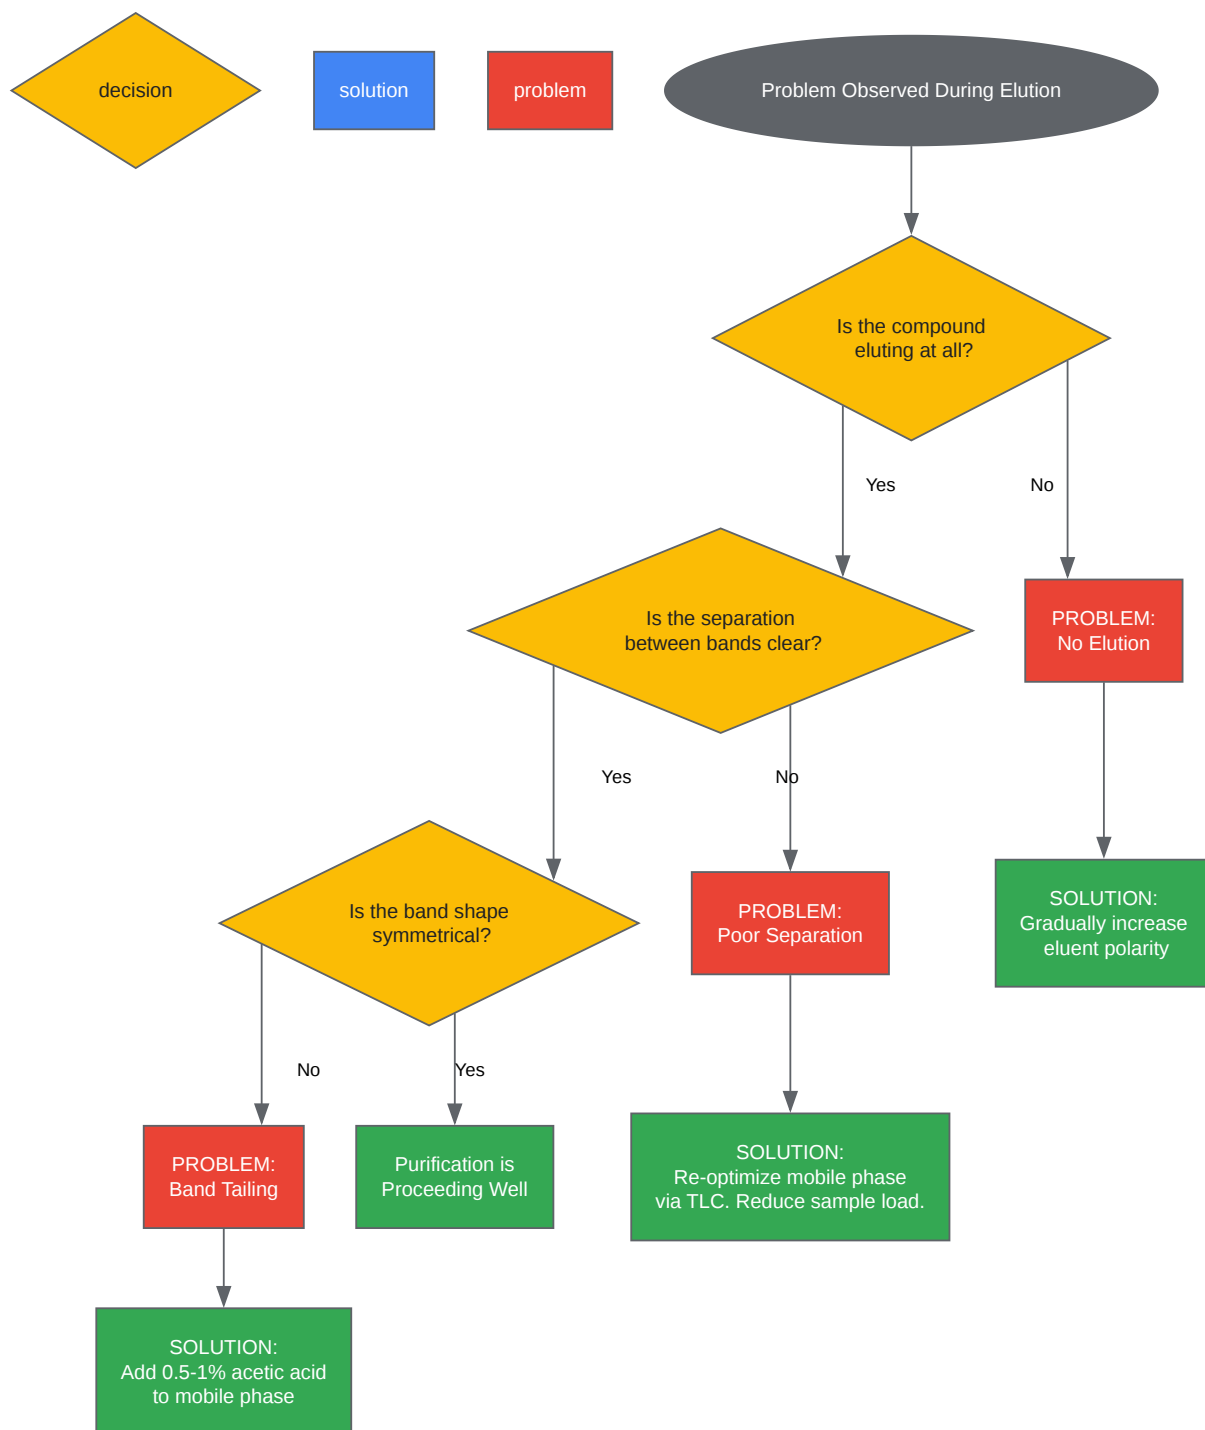 decision
solution
problem
Problem Observed During Elution
Is the compound
eluting at all?
Yes
No
Is the separation
between bands clear?
PROBLEM:
No Elution
Yes
No
Is the band shape
symmetrical?
PROBLEM:
Poor Separation
SOLUTION:
Gradually increase
eluent polarity
No
Yes
PROBLEM:
Band Tailing
Purification is
Proceeding Well
SOLUTION:
Re-optimize mobile phase
via TLC. Reduce sample load.
SOLUTION:
Add 0.5-1% acetic acid
to mobile phase